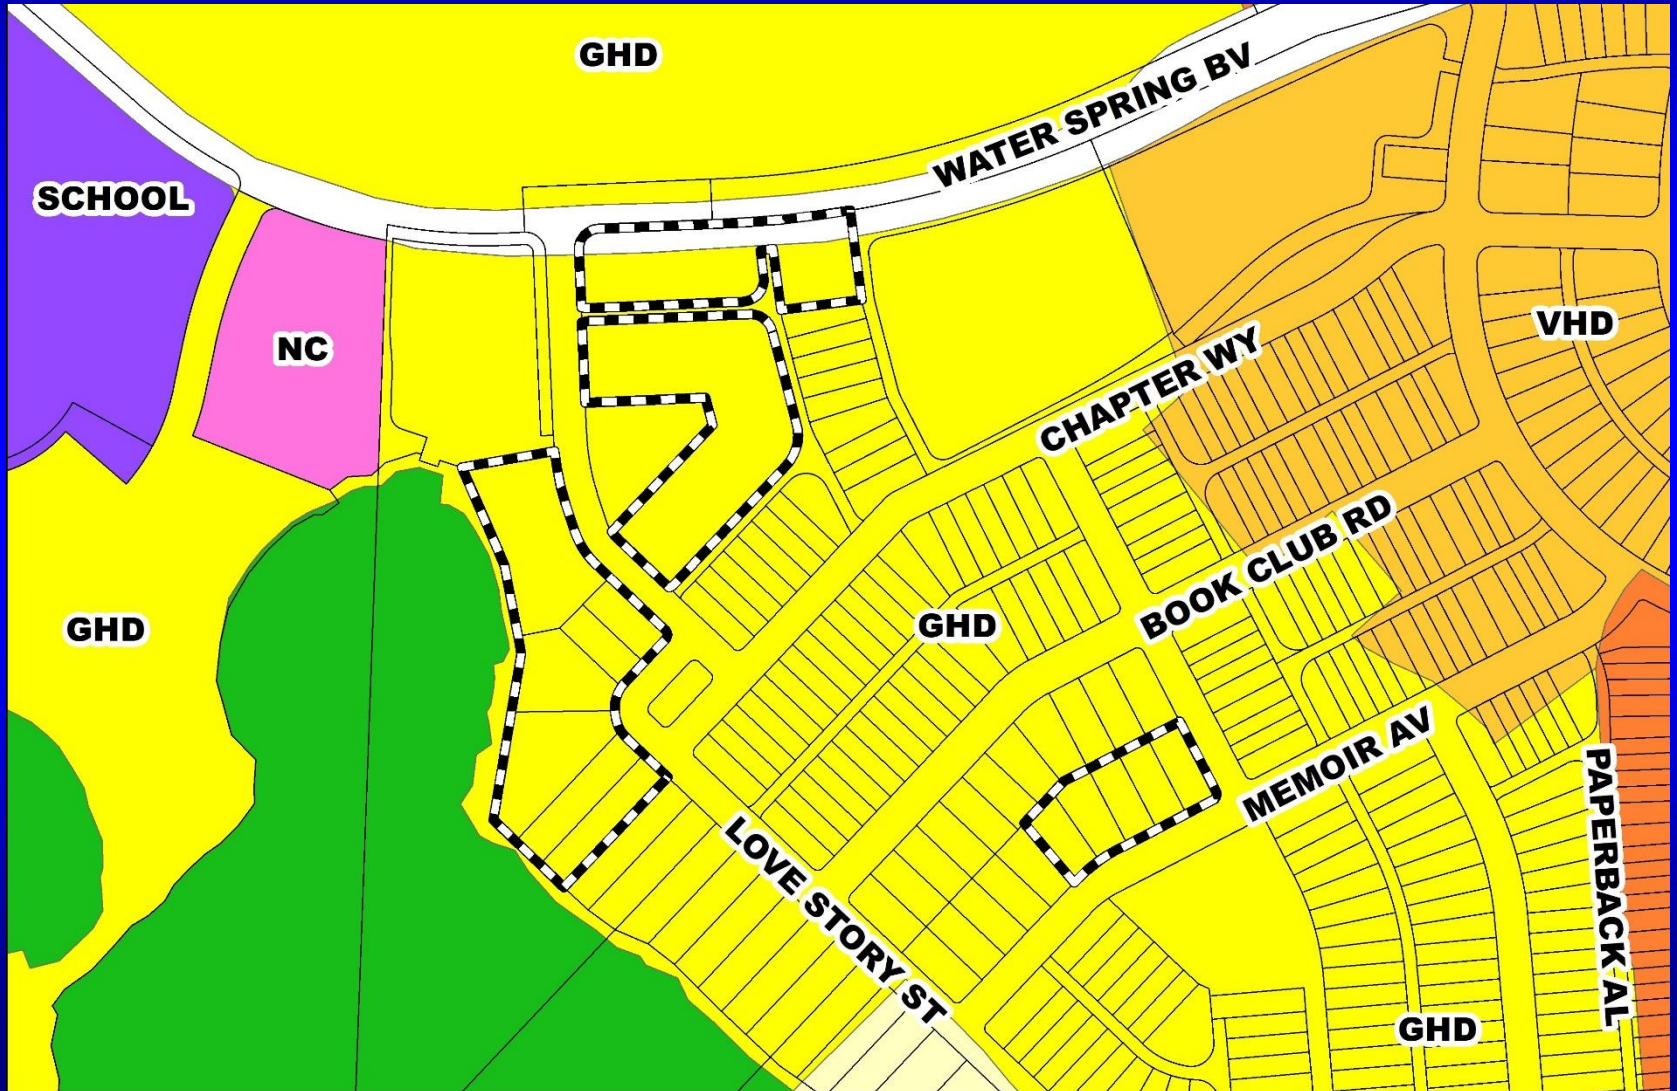 GHD
WATER SPRING BV
SCHOOL
NC
VHD
CHAPTER WY
BOOK CLUB RD
GHD
GHD
MEMOIR AV
PAPERBACK AL
LOVE STORY ST
GHD